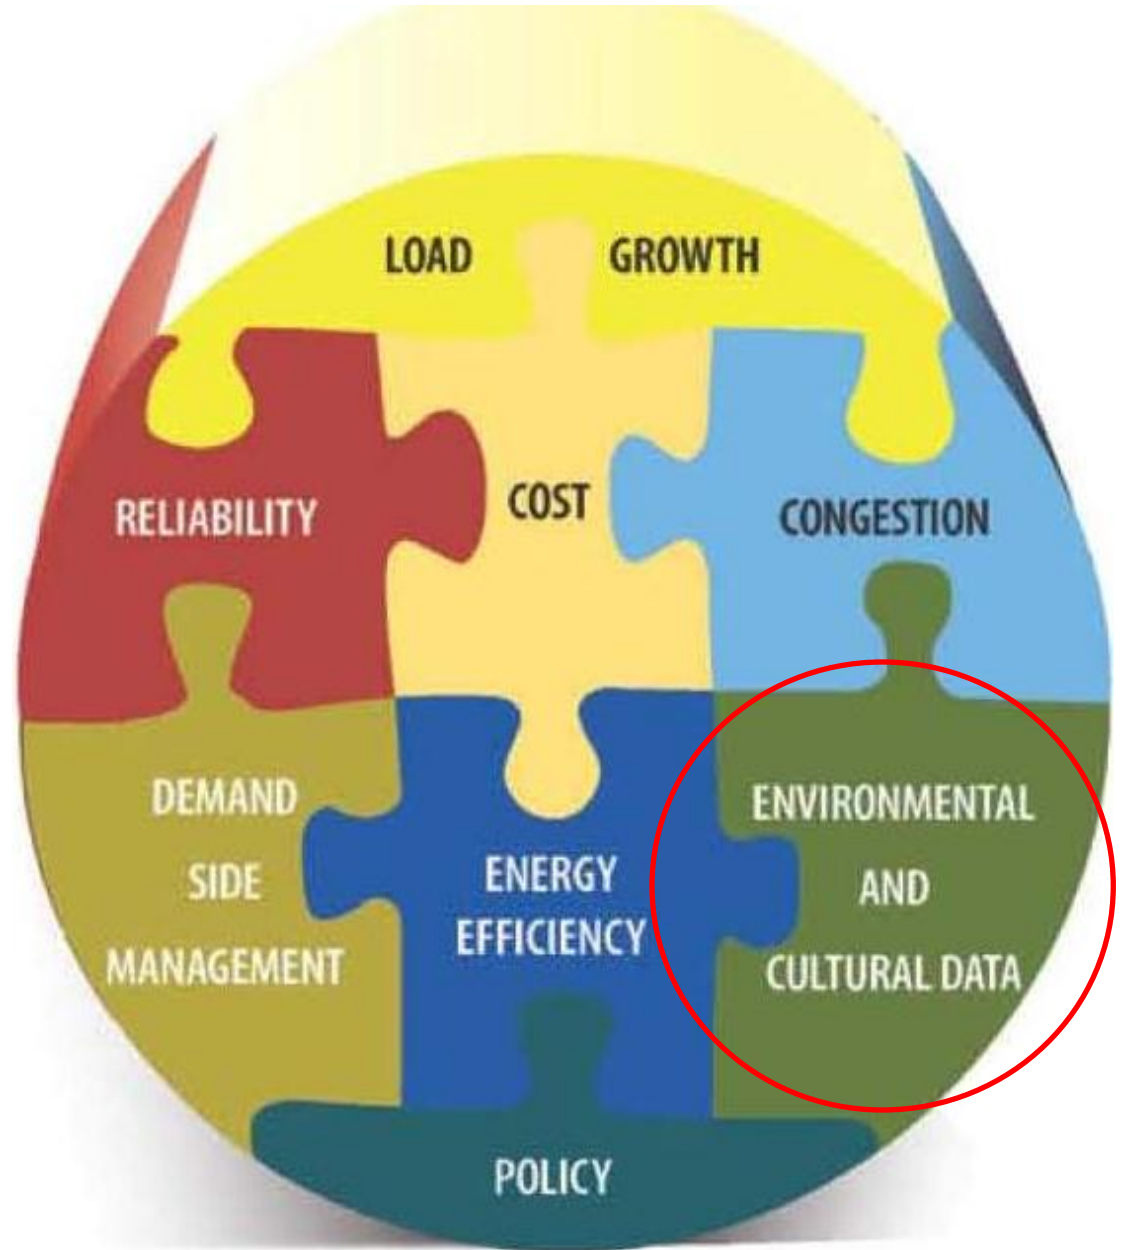 LOAD GROWTH
RELIABILITY
COST
CONGESTION
DEMAND
SIDE
MANAGEMENT
ENERGY
EFFICIENCY
ENVIRONMENTAL
AND
CULTURAL DATA
POLICY